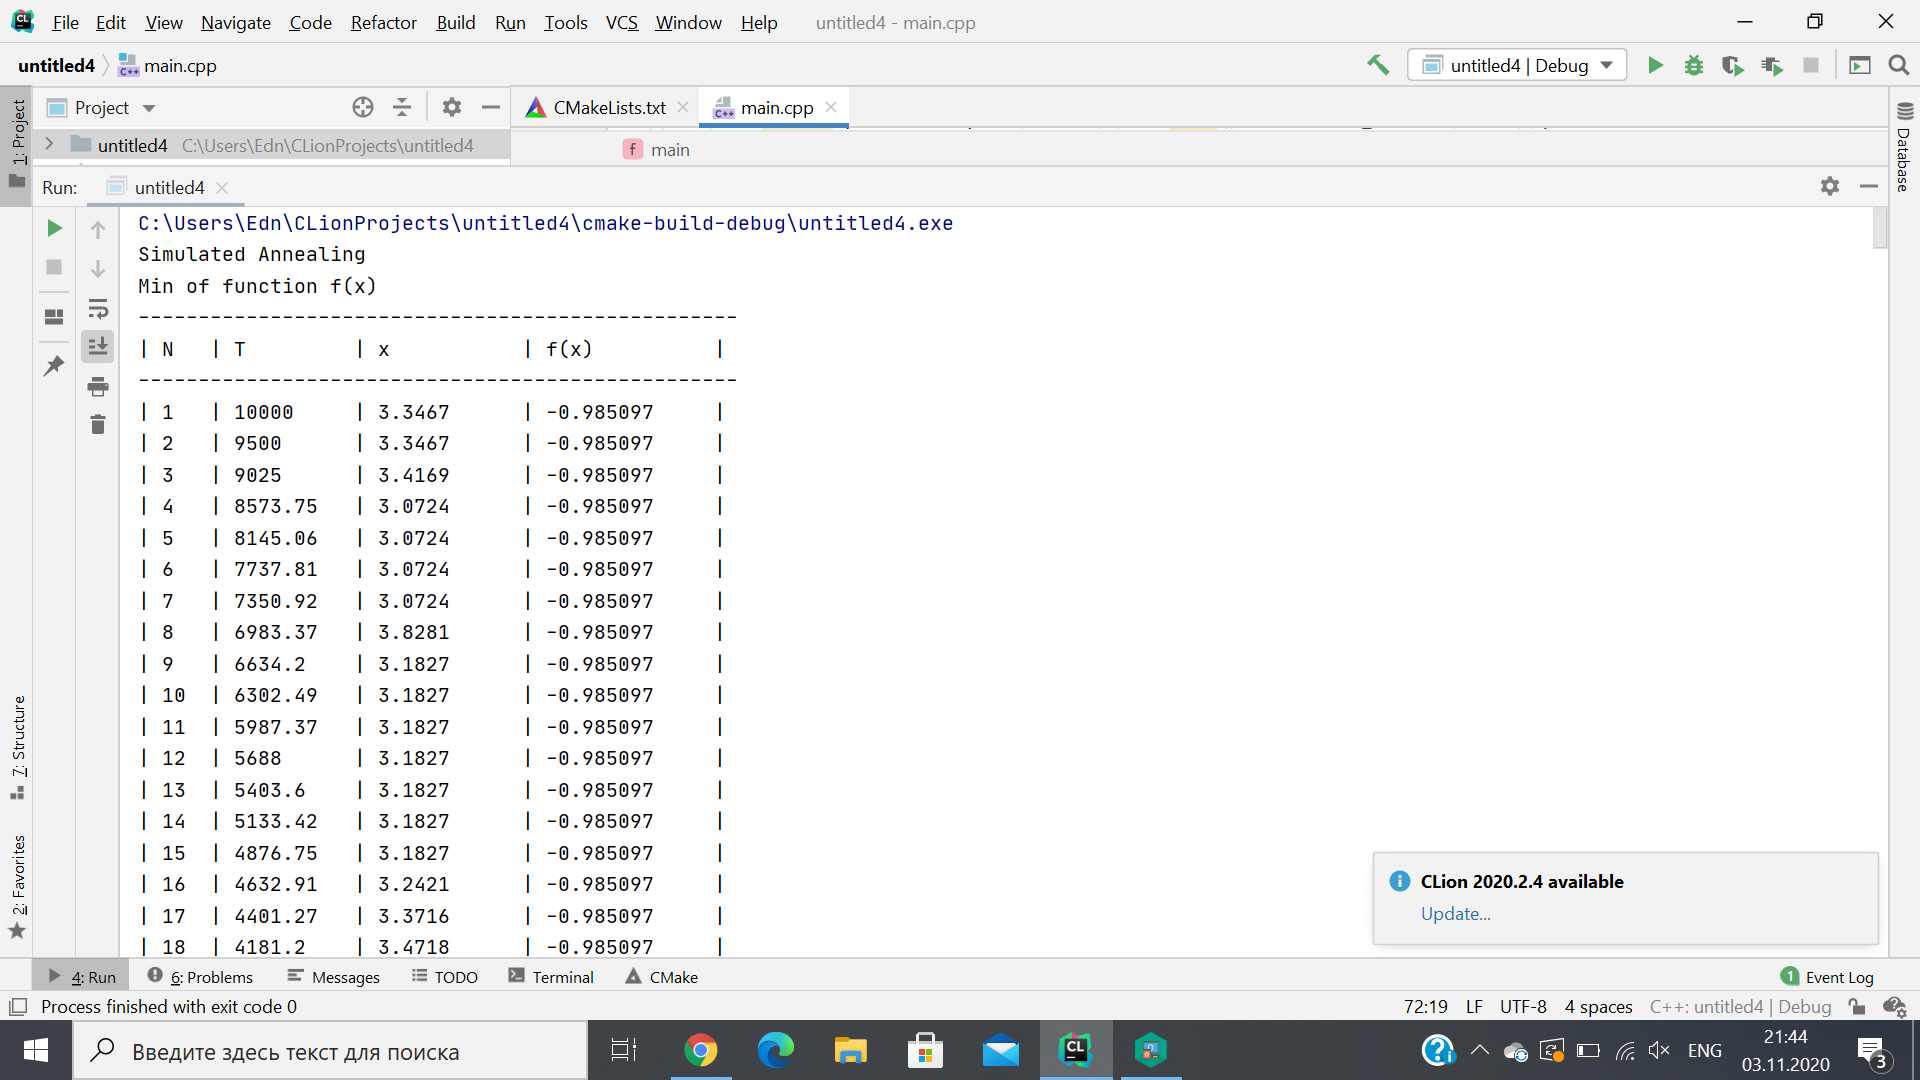 File Edit View Navigate Code Refactor Build Run Tools VCS Window Help untitled4 - main.cpp
untitled4 main.cpp untitled4 | Debug
Project CMakeLists.txt main.cpp
1: Project
untitled4 C:\Users\Edn\CLionProjects\untitled4
f main
Database
Run: untitled4
C:\Users\Edn\CLionProjects\untitled4\cmake-build-debug\untitled4.exe
Simulated Annealing
Min of function f(x)
--------------------------------------------------
| N | T | x | f(x) |
--------------------------------------------------
| 1 | 10000 | 3.3467 | -0.985097 |
| 2 | 9500 | 3.3467 | -0.985097 |
| 3 | 9025 | 3.4169 | -0.985097 |
| 4 | 8573.75 | 3.0724 | -0.985097 |
| 5 | 8145.06 | 3.0724 | -0.985097 |
| 6 | 7737.81 | 3.0724 | -0.985097 |
| 7 | 7350.92 | 3.0724 | -0.985097 |
| 8 | 6983.37 | 3.8281 | -0.985097 |
| 9 | 6634.2 | 3.1827 | -0.985097 |
| 10 | 6302.49 | 3.1827 | -0.985097 |
| 11 | 5987.37 | 3.1827 | -0.985097 |
| 12 | 5688 | 3.1827 | -0.985097 |
| 13 | 5403.6 | 3.1827 | -0.985097 |
| 14 | 5133.42 | 3.1827 | -0.985097 |
| 15 | 4876.75 | 3.1827 | -0.985097 |
| 16 | 4632.91 | 3.2421 | -0.985097 |
| 17 | 4401.27 | 3.3716 | -0.985097 |
| 18 | 4181.2 | 3.4718 | -0.985097 |
7: Structure
2: Favorites
CLion 2020.2.4 available
Update...
4: Run 6: Problems Messages TODO Terminal CMake 1 Event Log
Process finished with exit code 0 72:19 LF UTF-8 4 spaces C++: untitled4 | Debug
Введите здесь текст для поиска CL ENG 21:44
03.11.2020 3